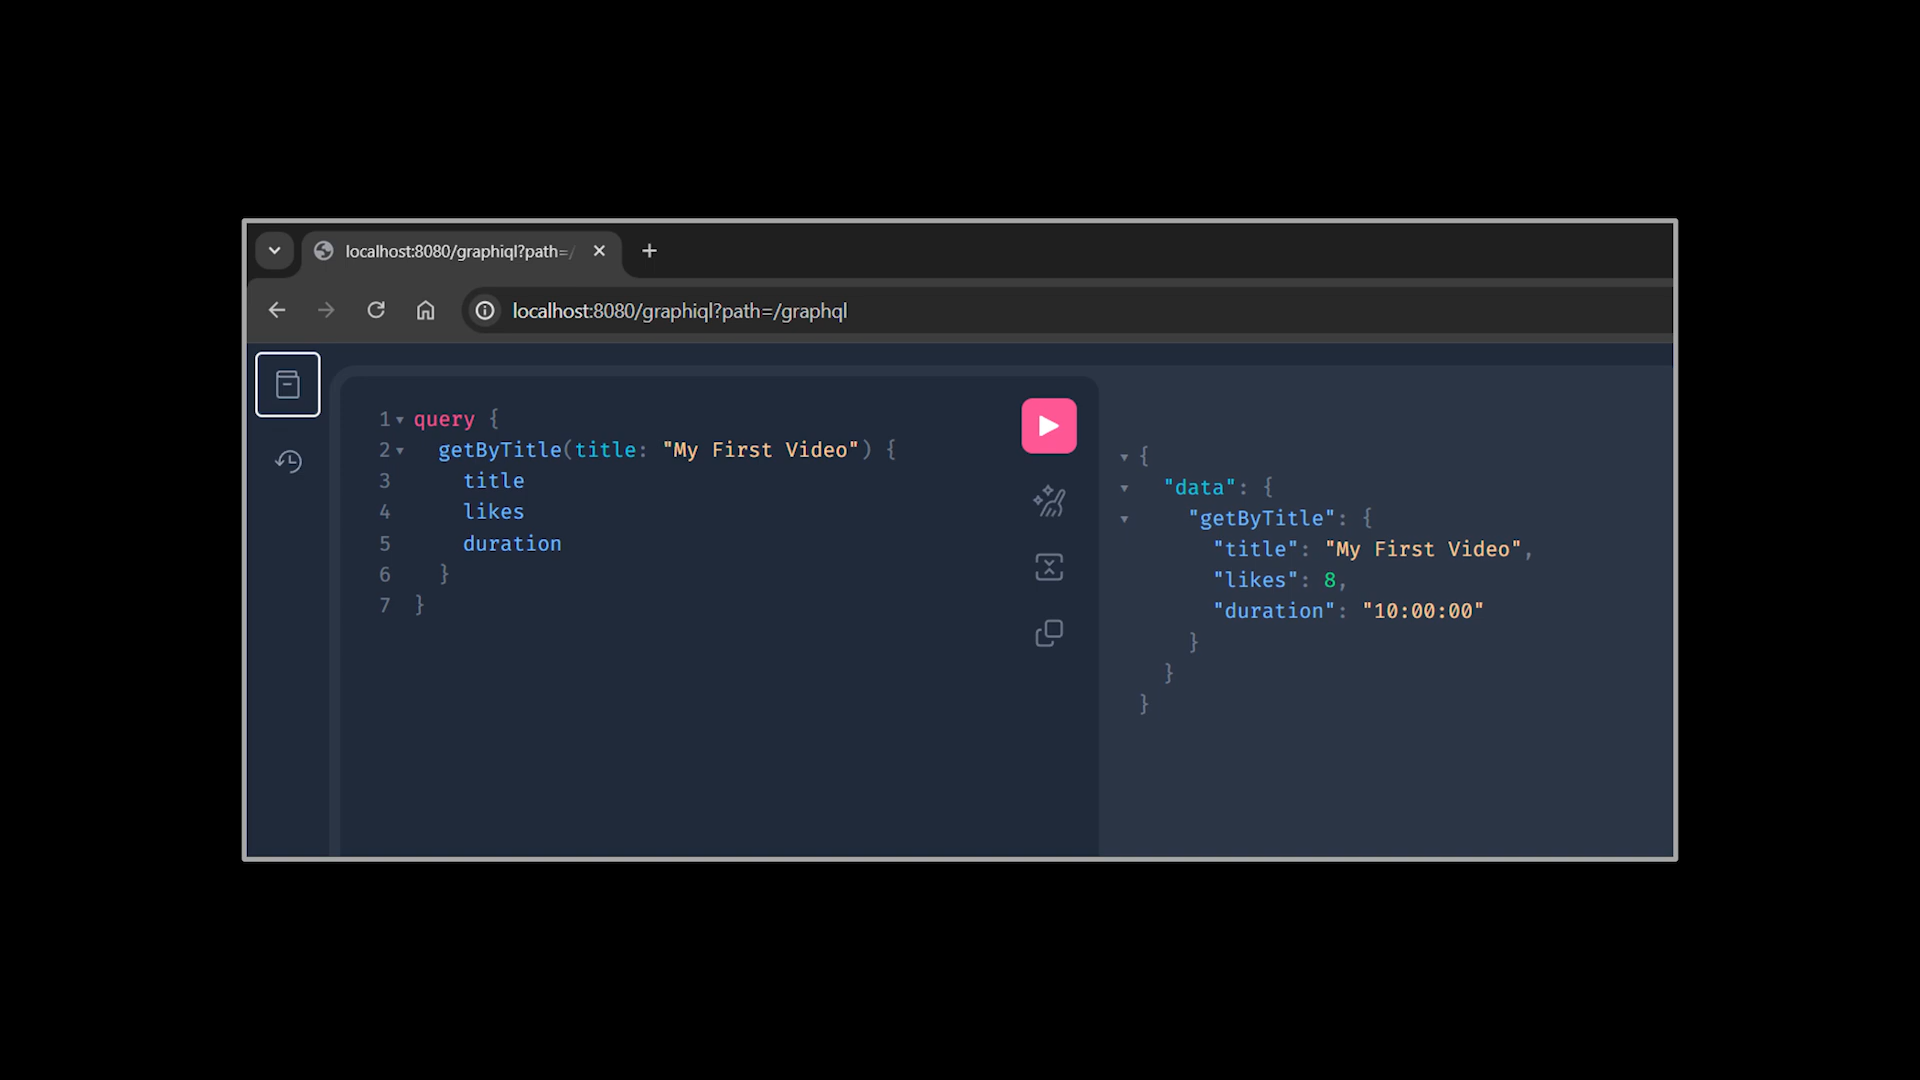 localhost:8080/graphiql?path=/
localhost:8080/graphiql?path=/graphql
1 query {
2 getByTitle(title: "My First Video") {
3 title
4 likes
5 duration
6 }
7 }
{
"data": {
"getByTitle": {
"title": "My First Video",
"likes": 8,
"duration": "10:00:00"
}
}
}